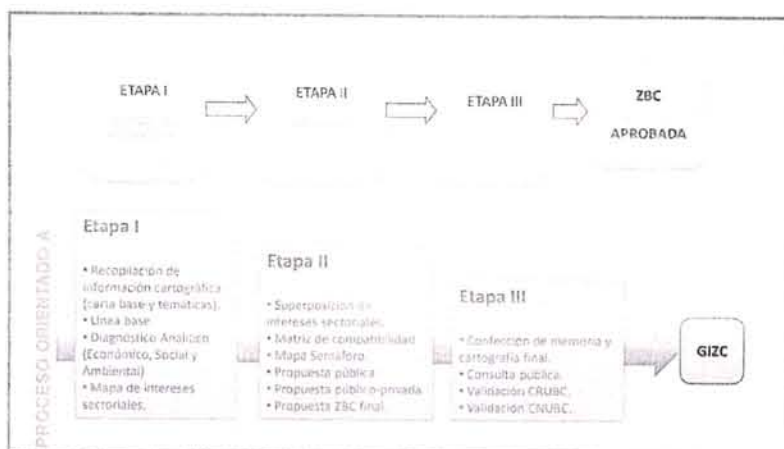 ETAPA I
ETAPA II
ETAPA III
ZBC
APROBADA
PROCESO ORIENTADO A
Etapa I
• Recopilación de
información cartográfica
(carta base y temáticas).
• Línea base
• Diagnóstico Analítico
(Económico, Social y
Ambiental)
• Mapa de intereses
sectoriales.
Etapa II
• Superposición de
intereses sectoriales.
• Matriz de compatibilidad
• Mapa Semáforo
• Propuesta pública
• Propuesta público-privada
• Propuesta ZBC final.
Etapa III
• Confección de memoria y
cartografía final.
• Consulta publica.
• Validación CRUBC.
• Validación CNUBC.
GIZC